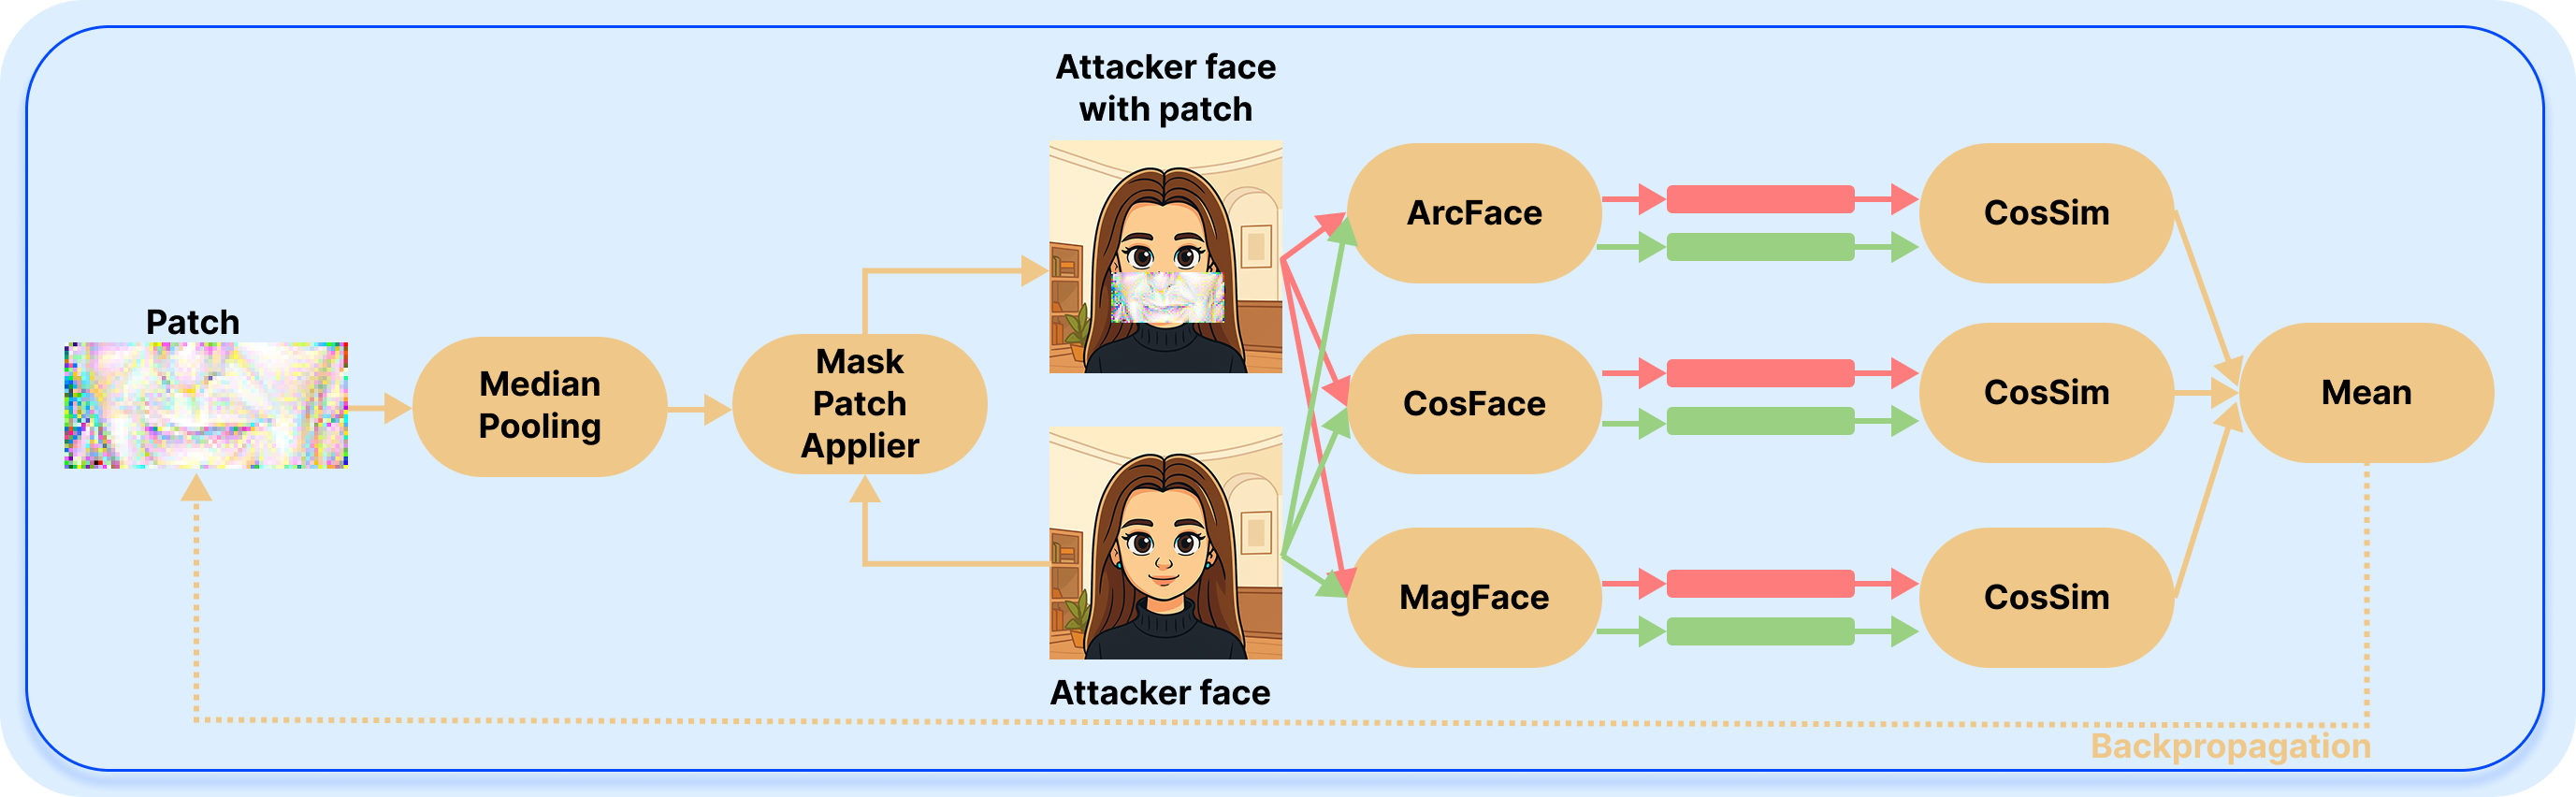 Patch
Median
Pooling
Mask
Patch
Applier
Attacker face
with patch
Attacker face
ArcFace
CosFace
MagFace
CosSim
CosSim
CosSim
Mean
Backpropagation